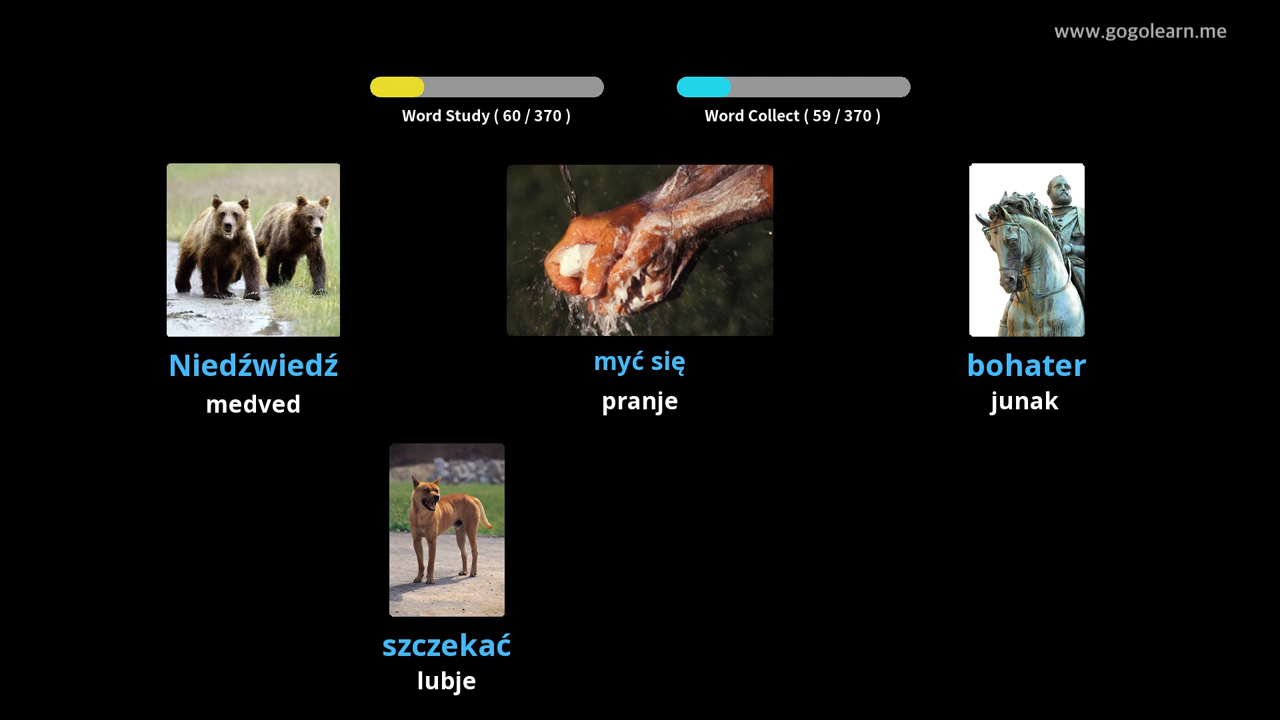 www.gogolearn.me
Word Study ( 60 / 370 )
Word Collect ( 59 / 370 )
Niedźwiedź
medved
myć się
pranje
bohater
junak
szczekać
lubje